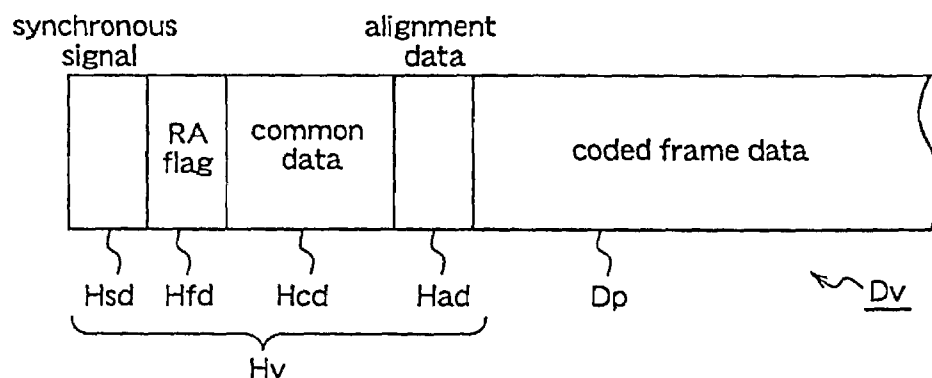 synchronous
signal
alignment
data
RA
flag
common
data
coded frame data
Hsd
Hfd
Hcd
Had
Dp
Dv
Hv